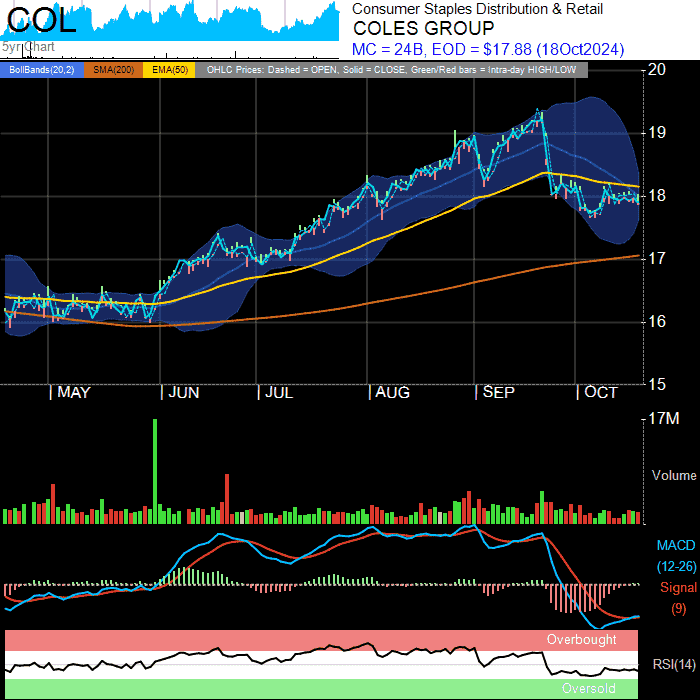 COL
5yr Chart
Consumer Staples Distribution & Retail
COLES GROUP
MC = 24B, EOD = $17.88 (18Oct2024)
BollBands(20,2) SMA(200) EMA(50) OHLC Prices: Dashed = OPEN, Solid = CLOSE, Green/Red bars = Intra-day HIGH/LOW
20
19
18
17
16
15
MAY JUN JUL AUG SEP OCT
17M
Volume
MACD
(12-26)
Signal
(9)
Overbought
RSI(14)
Oversold